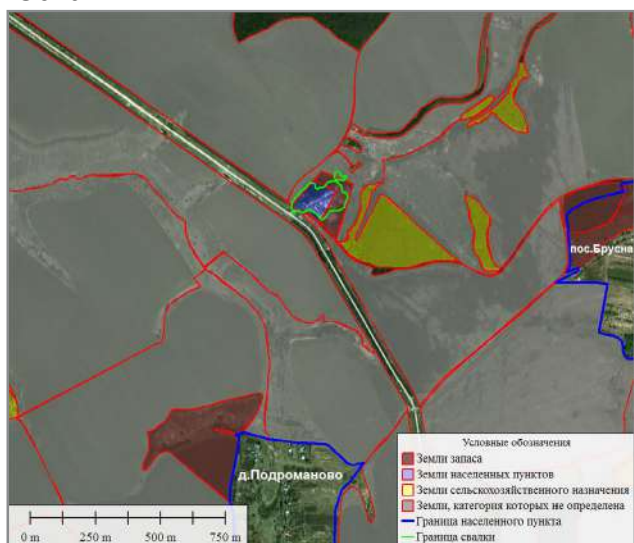 пос.Брусна
д.Подроманово
Условные обозначения
Земли запаса
Земли населенных пунктов
Земли сельскохозяйственного назначения
Земли, категория которых не определена
Граница населенного пункта
Граница свалки
0 m 250 m 500 m 750 m